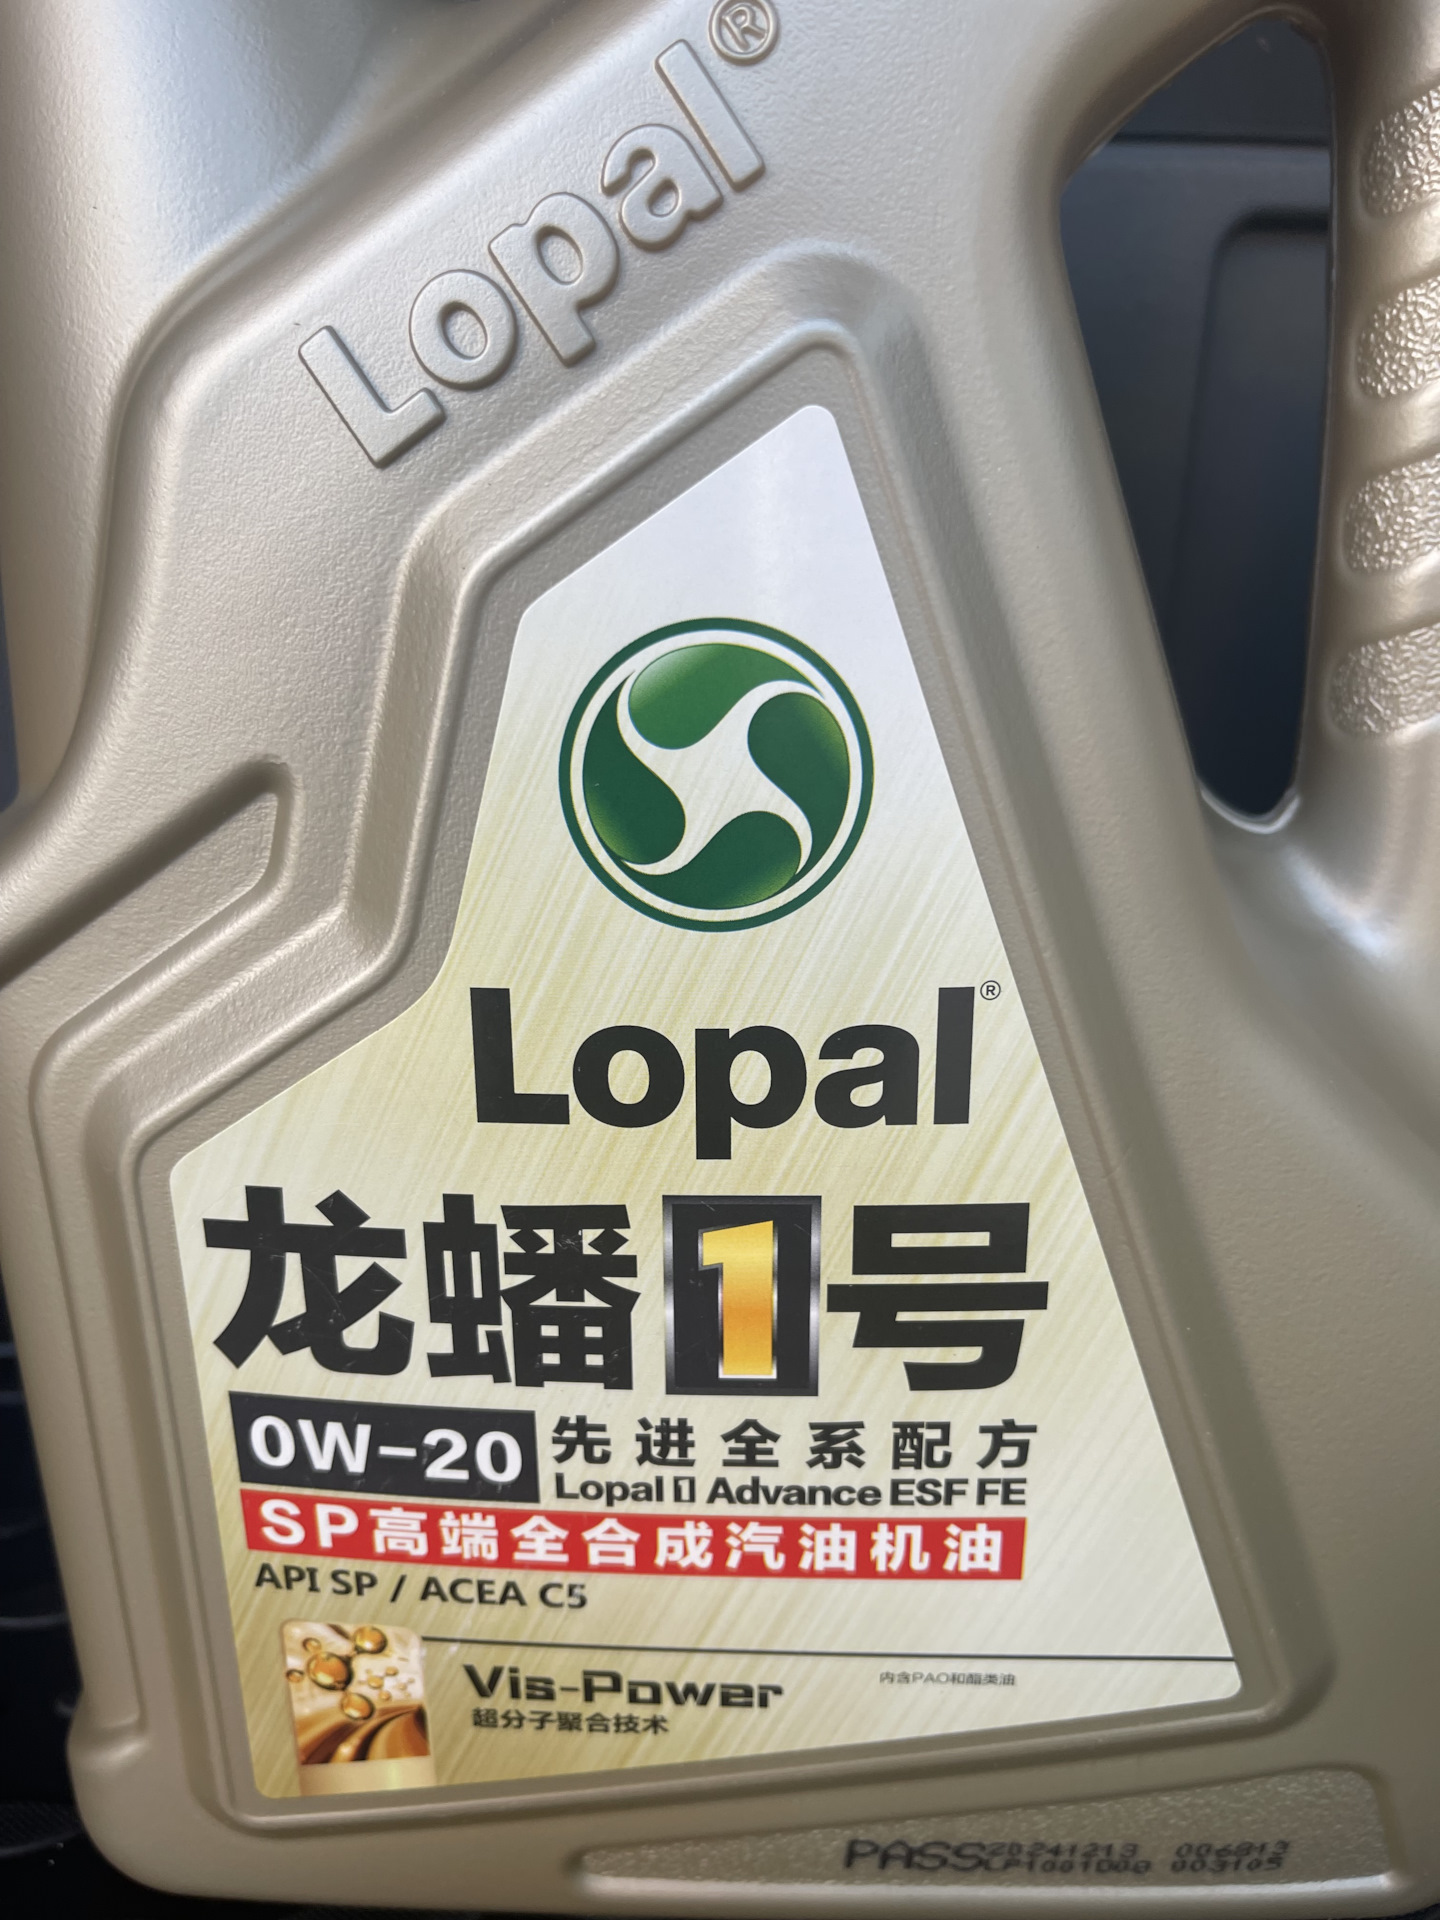 Lopal®
Lopal®
龙蟠1号
0W-20 先进全系配方
Lopal 1 Advance ESF FE
SP高端全合成汽油机油
API SP / ACEA C5
Vis-Power
内含PAO和酯类油
超分子聚合技术
PASS 241213